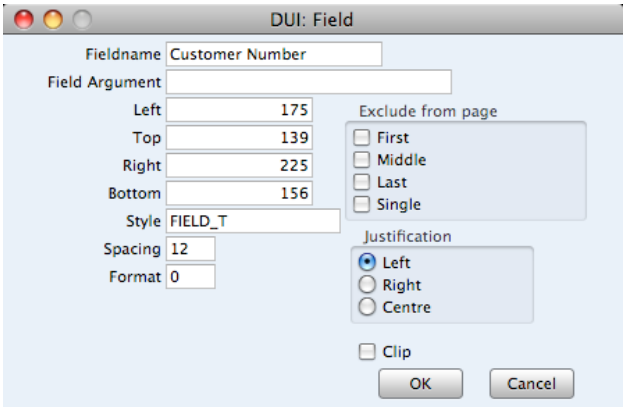 DUI: Field
Fieldname Customer Number
Field Argument
Left 175
Top 139
Right 225
Bottom 156
Style FIELD_T
Spacing 12
Format 0
Exclude from page
First
Middle
Last
Single
Justification
Left
Right
Centre
Clip
OK Cancel